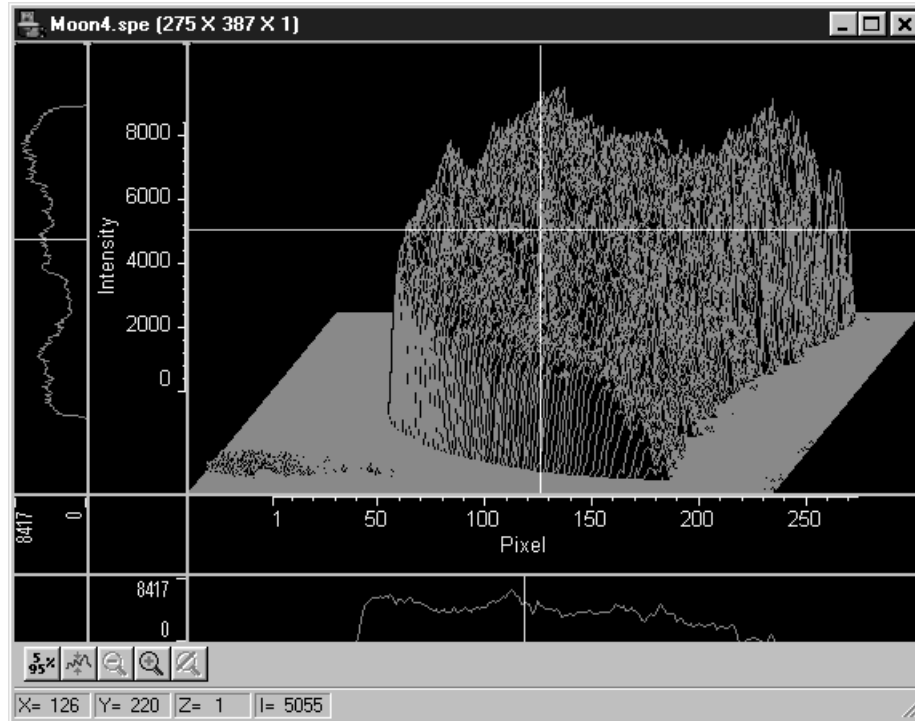 Moon4.spe (275 X 387 X 1)
8000
6000
4000
2000
0
Intensity
8417 0
1 50 100 150 200 250
Pixel
8417
0
5 95%
X= 126 Y= 220 Z= 1 I= 5055